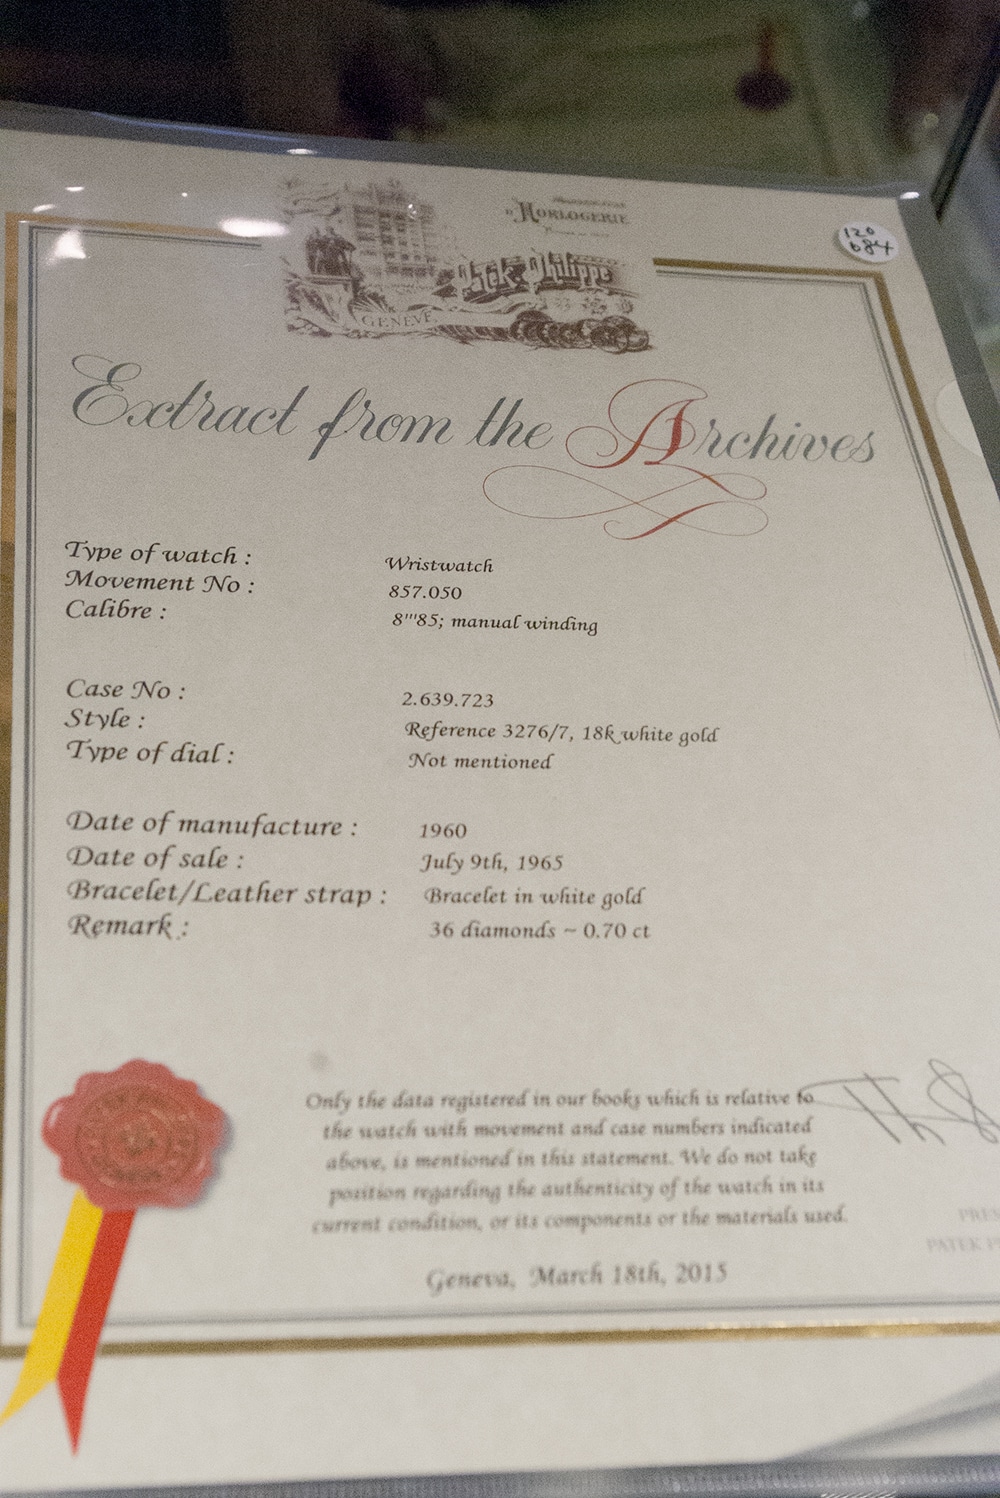 D'HORLOGERIE
Patek Philippe
GENÈVE
120
684
Extract from the Archives
Type of watch : Wristwatch
Movement No : 857.050
Calibre : 8'''85; manual winding
Case No : 2.639.723
Style : Reference 3276/7, 18k white gold
Type of dial : Not mentioned
Date of manufacture : 1960
Date of sale : July 9th, 1965
Bracelet/Leather strap : Bracelet in white gold
Remark : 36 diamonds ~ 0.70 ct
Only the data registered in our books which is relative to
the watch with movement and case numbers indicated
above, is mentioned in this statement. We do not take
position regarding the authenticity of the watch in its
current condition, or its components or the materials used.
PRES
PATEK P
Geneva, March 18th, 2015